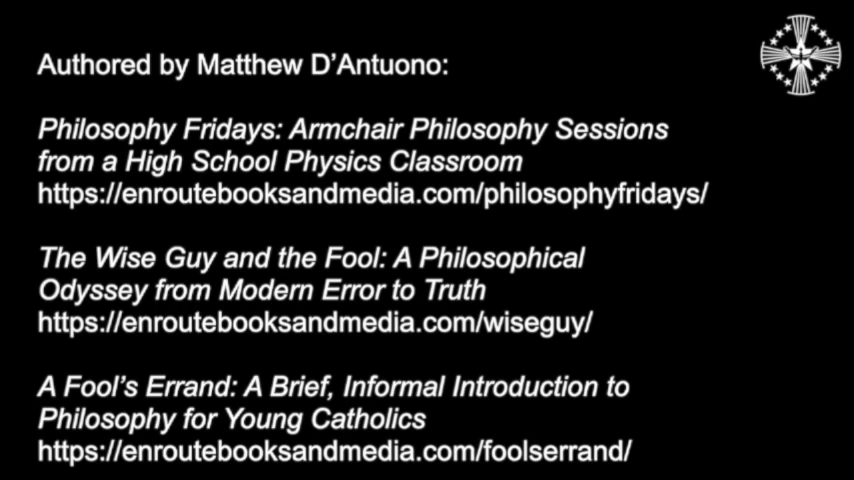 Authored by Matthew D’Antuono:
Philosophy Fridays: Armchair Philosophy Sessions
from a High School Physics Classroom
https://enroutebooksandmedia.com/philosophyfridays/
The Wise Guy and the Fool: A Philosophical
Odyssey from Modern Error to Truth
https://enroutebooksandmedia.com/wiseguy/
A Fool’s Errand: A Brief, Informal Introduction to
Philosophy for Young Catholics
https://enroutebooksandmedia.com/foolserrand/